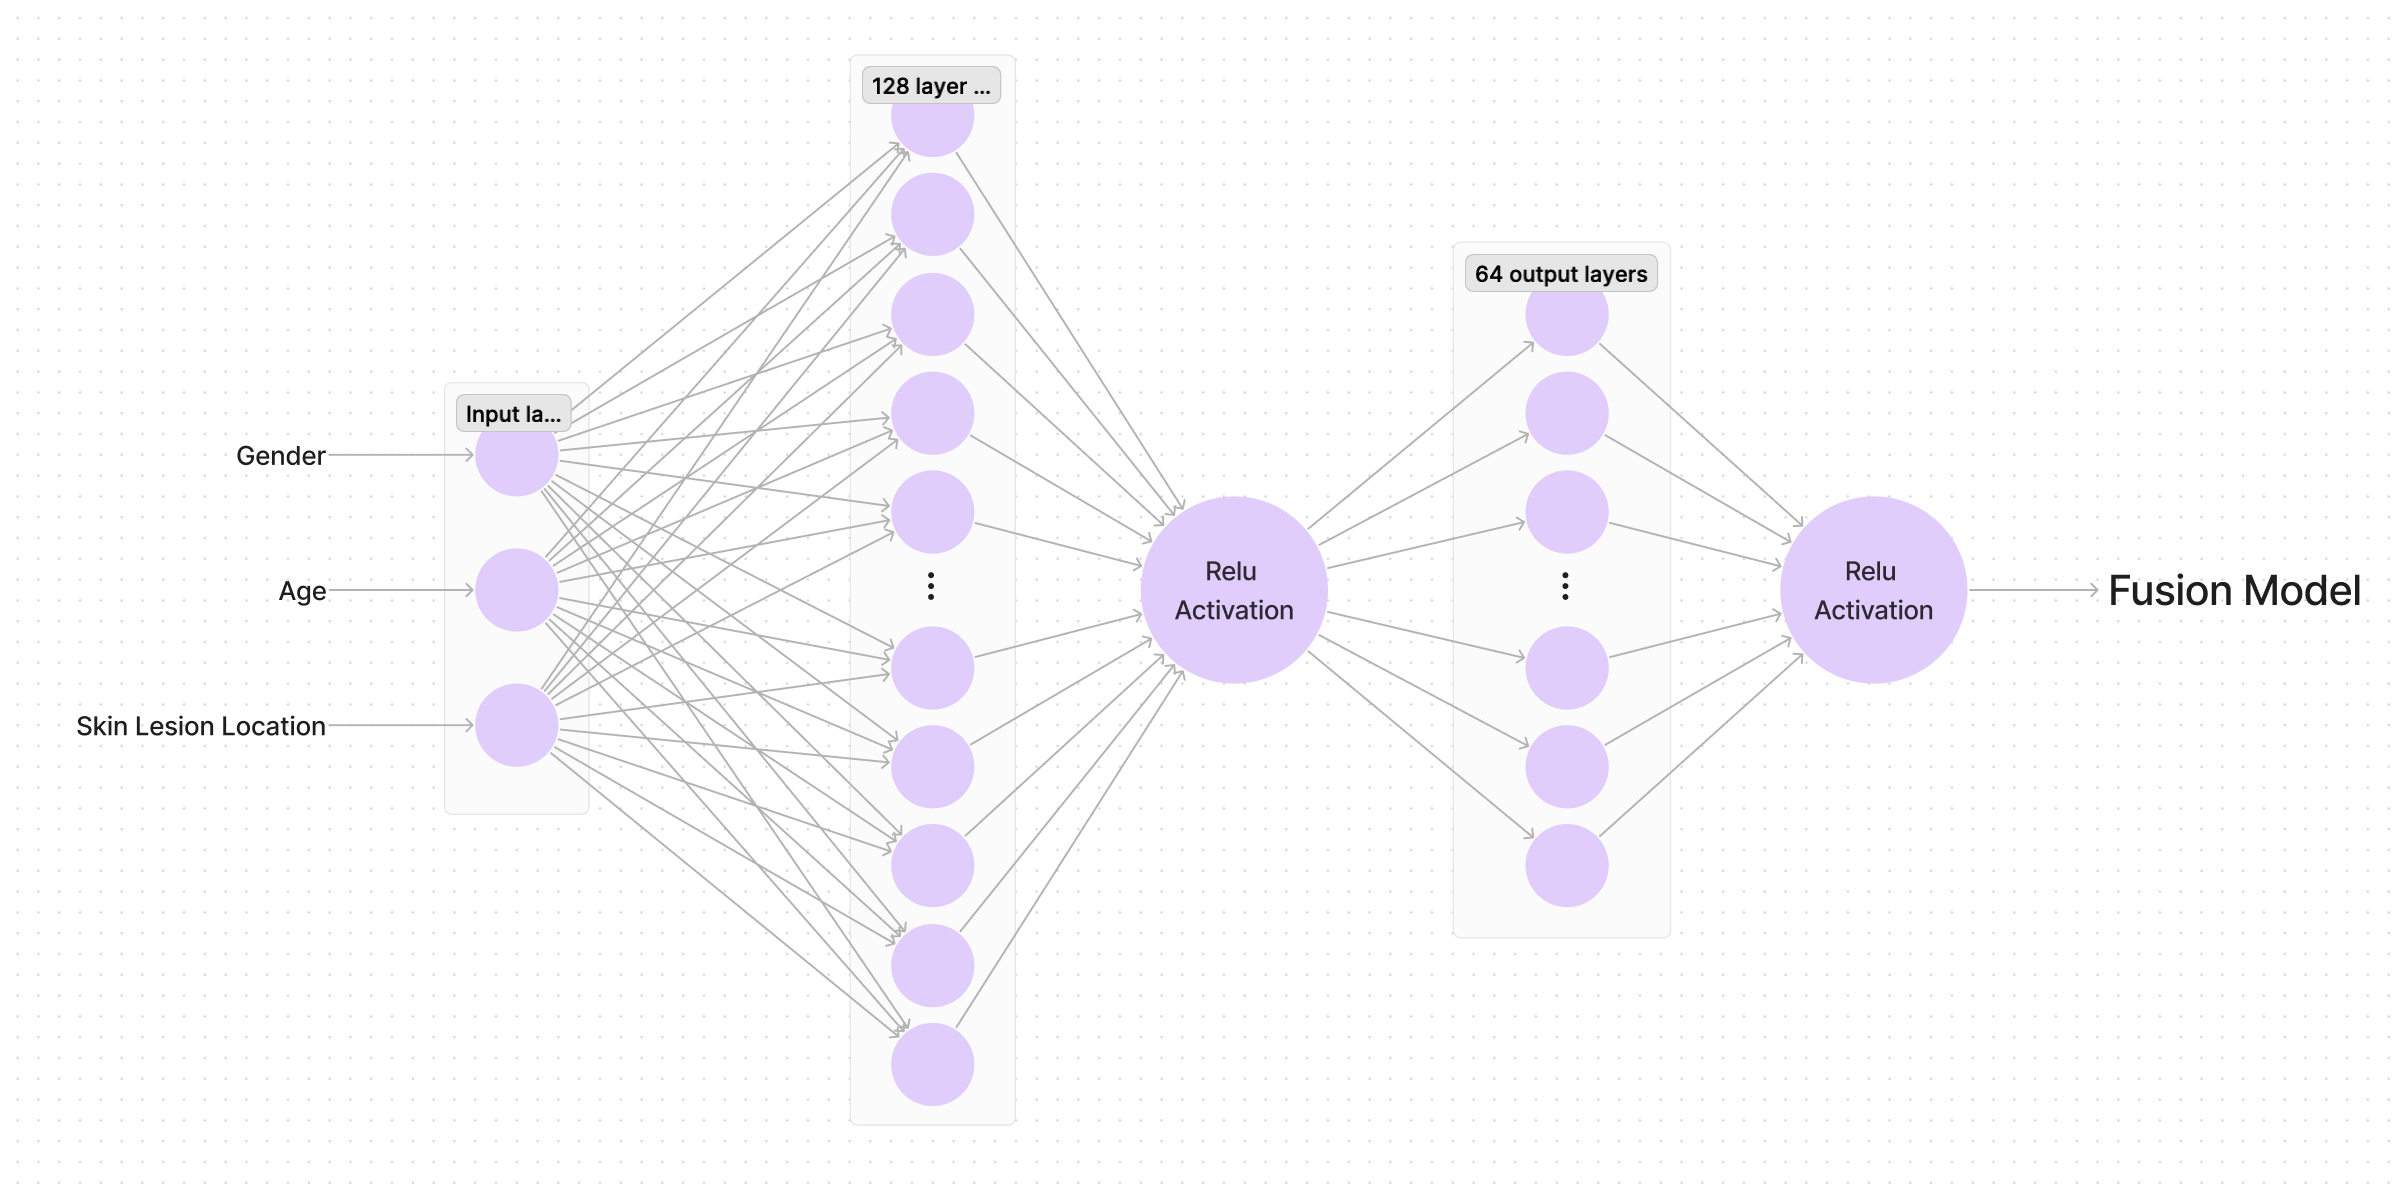 128 layer ...
64 output layers
Input la...
Gender
Age
Skin Lesion Location
Relu
Activation
Relu
Activation
Fusion Model